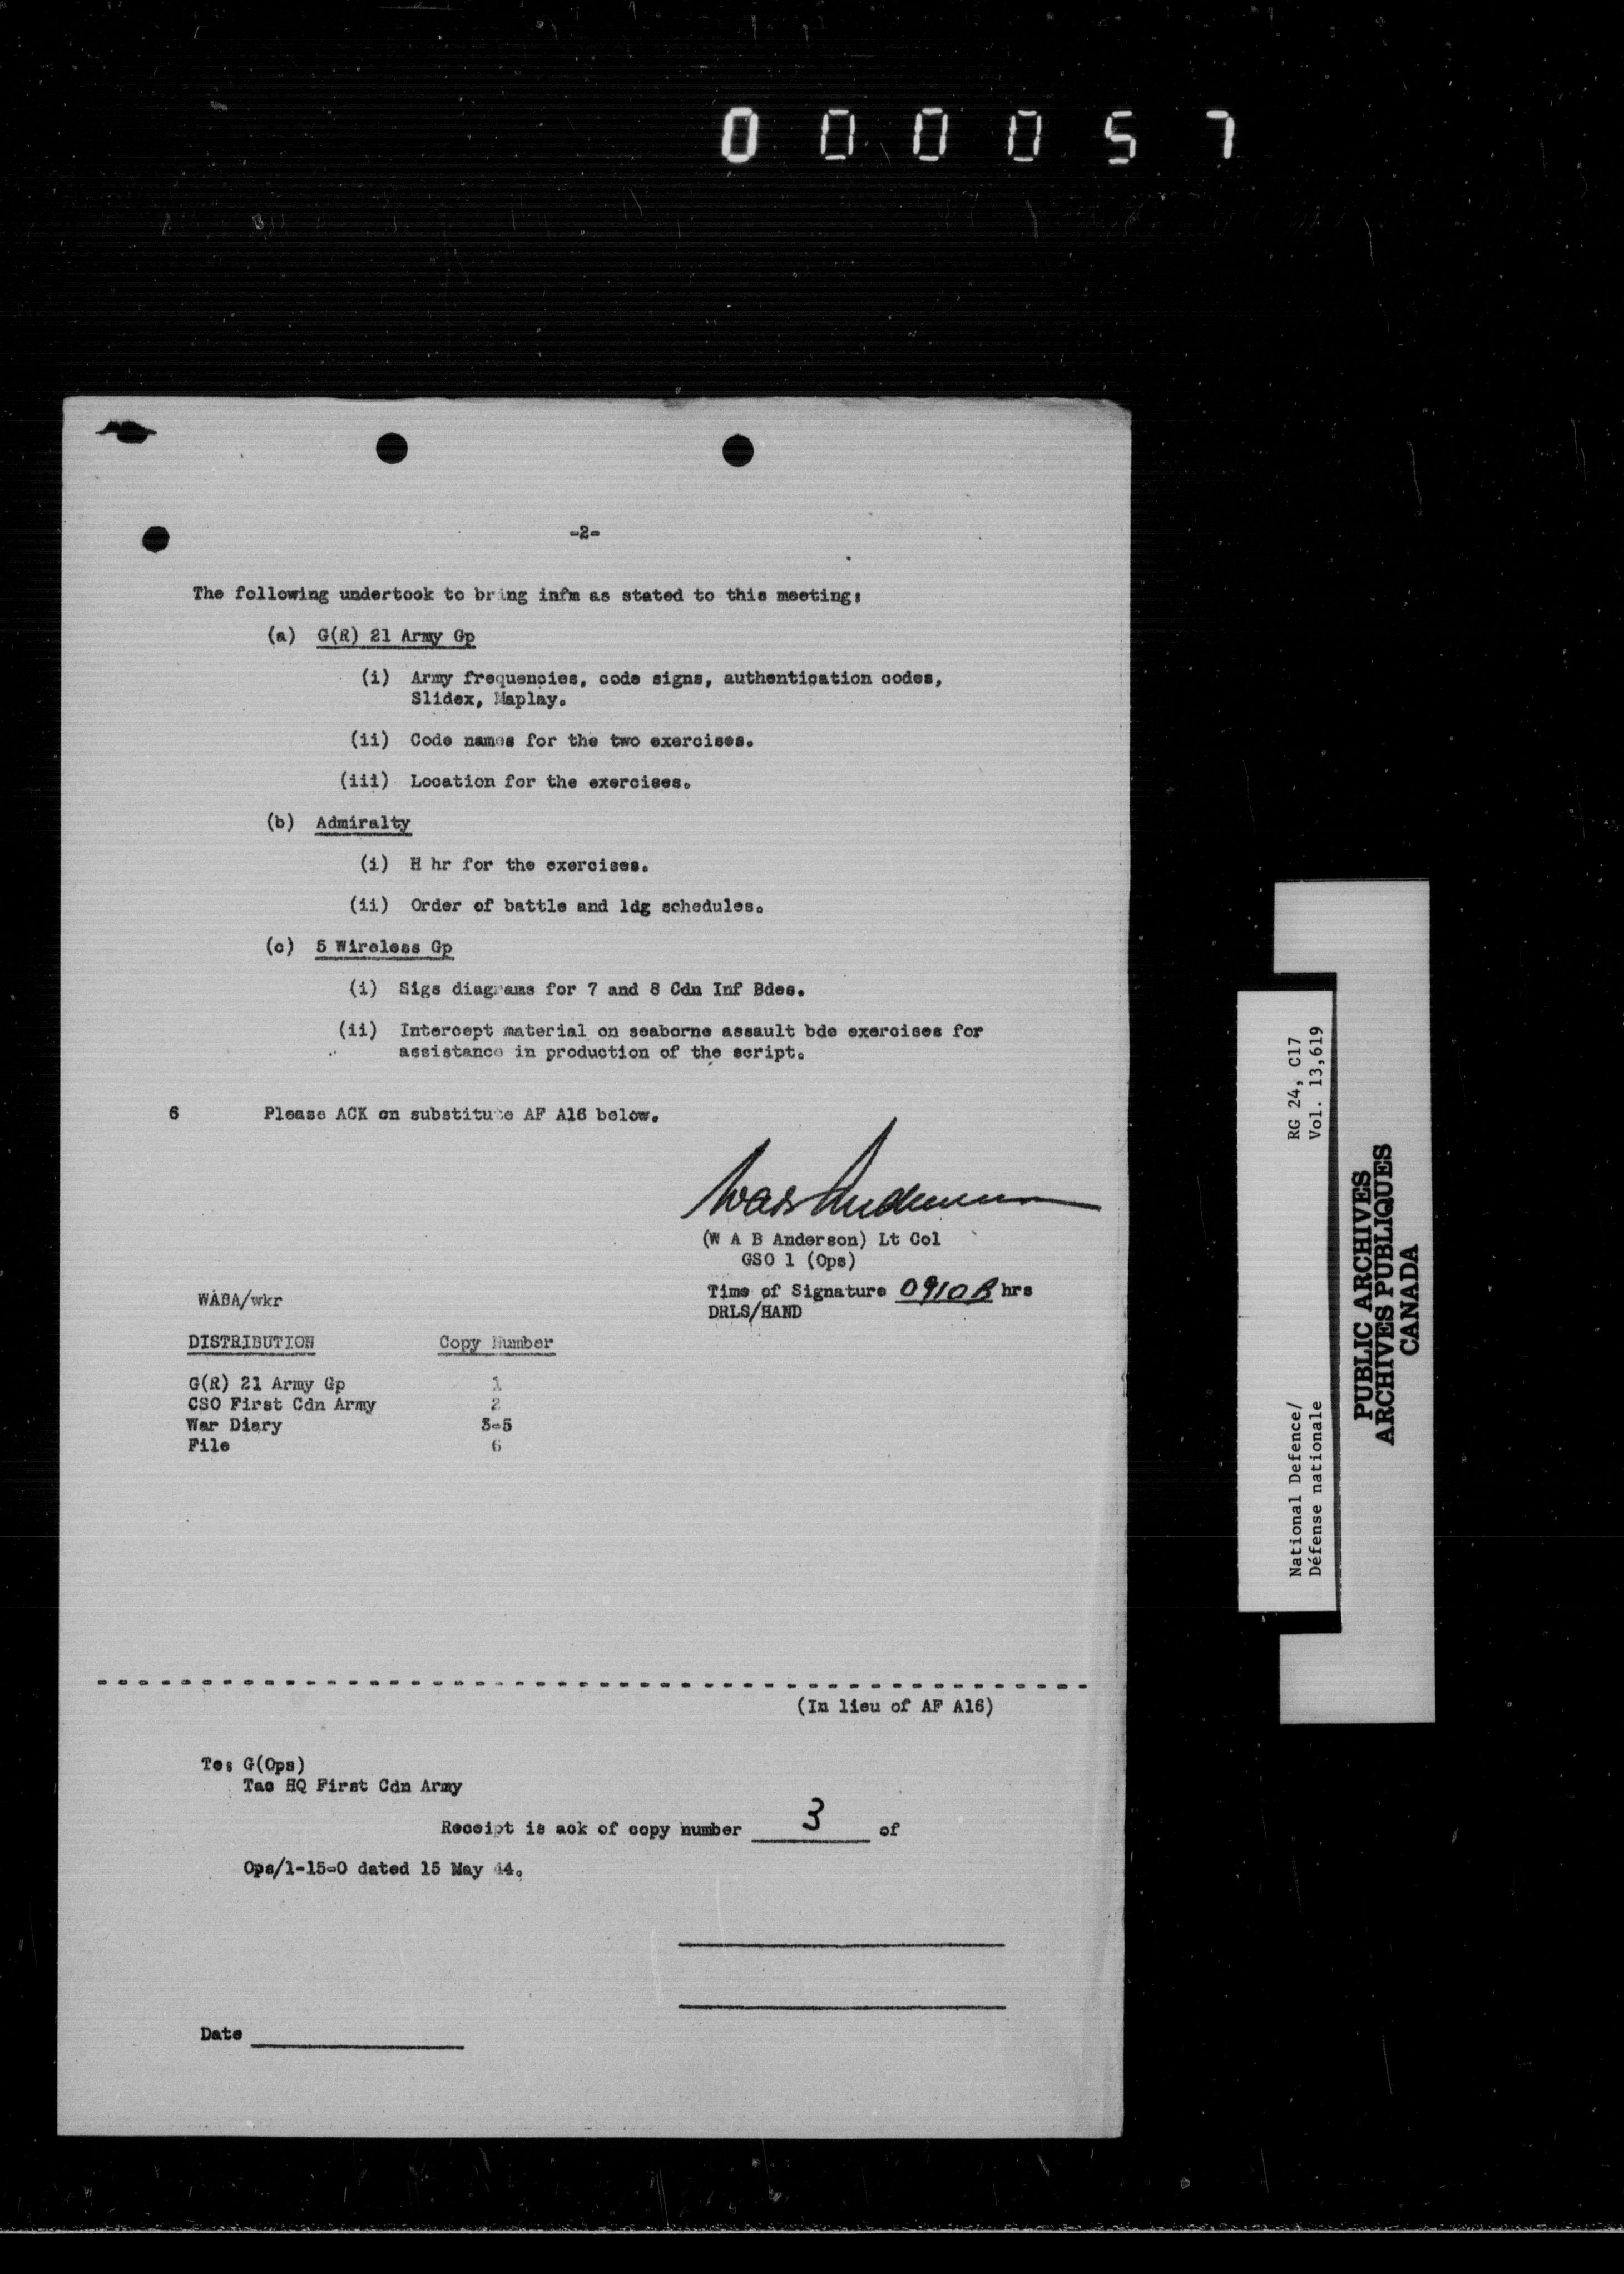 000057
-2-
The following undertook to bring infm as stated to this meeting:
(a) G(R) 21 Army Gp
(i) Army frequencies, code signs, authentication codes,
Slidex, Maplay.
(ii) Code names for the two exercises.
(iii) Location for the exercises.
(b) Admiralty
(i) H hr for the exercises.
(ii) Order of battle and ldg schedules.
(c) 5 Wireless Gp
(i) Sigs diagrams for 7 and 8 Cdn Inf Bdes.
(ii) Intercept material on seaborne assault bde exercises for
assistance in production of the script.
6 Please ACK on substitute AF A16 below.
WAB Anderson
(W A B Anderson) Lt Col
GSO 1 (Ops)
Time of Signature 0910B hrs
DRLS/HAND
WABA/wkr
DISTRIBUTION Copy Number
G(R) 21 Army Gp 1
CSO First Cdn Army 2
War Diary 3-5
File 6
(In lieu of AF A16)
To: G(Ops)
Tac HQ First Cdn Army
Receipt is ack of copy number 3 of
Ops/1-15-0 dated 15 May 44.
Date
National Defence/ RG 24, C17
Défense nationale Vol. 13,619
PUBLIC ARCHIVES
ARCHIVES PUBLIQUES
CANADA